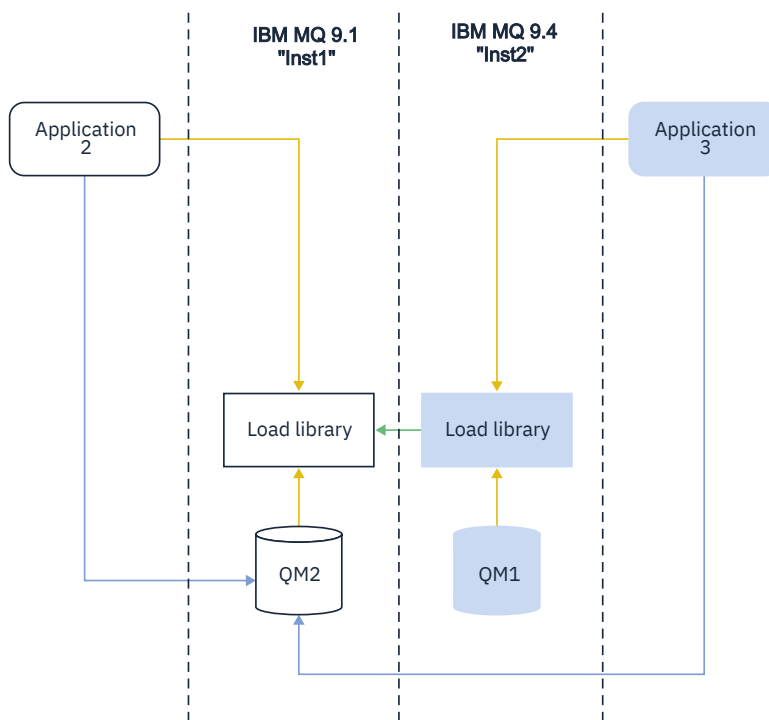 IBM MQ 9.1
"Inst1"
IBM MQ 9.4
"Inst2"
Application
2
Application
3
Load library
Load library
QM2
QM1